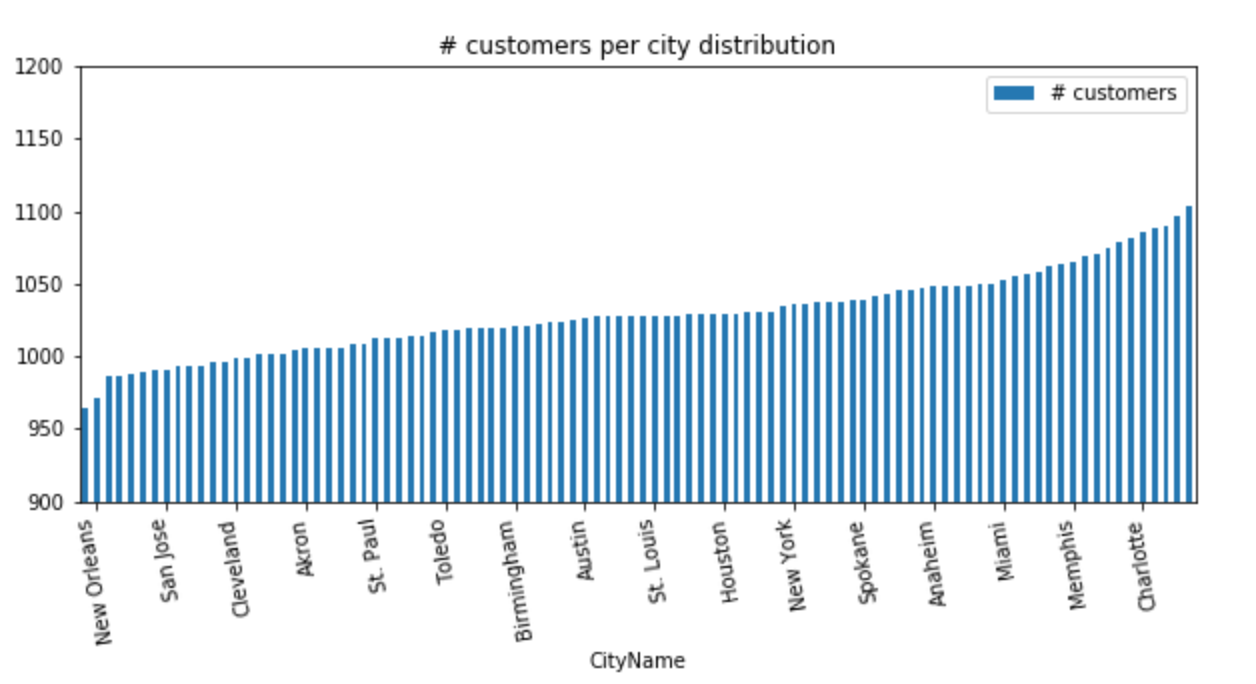 # customers per city distribution
# customers
1200
1150
1100
1050
1000
950
900
New Orleans
San Jose
Cleveland
Akron
St. Paul
Toledo
Birmingham
Austin
St. Louis
Houston
New York
Spokane
Anaheim
Miami
Memphis
Charlotte
CityName